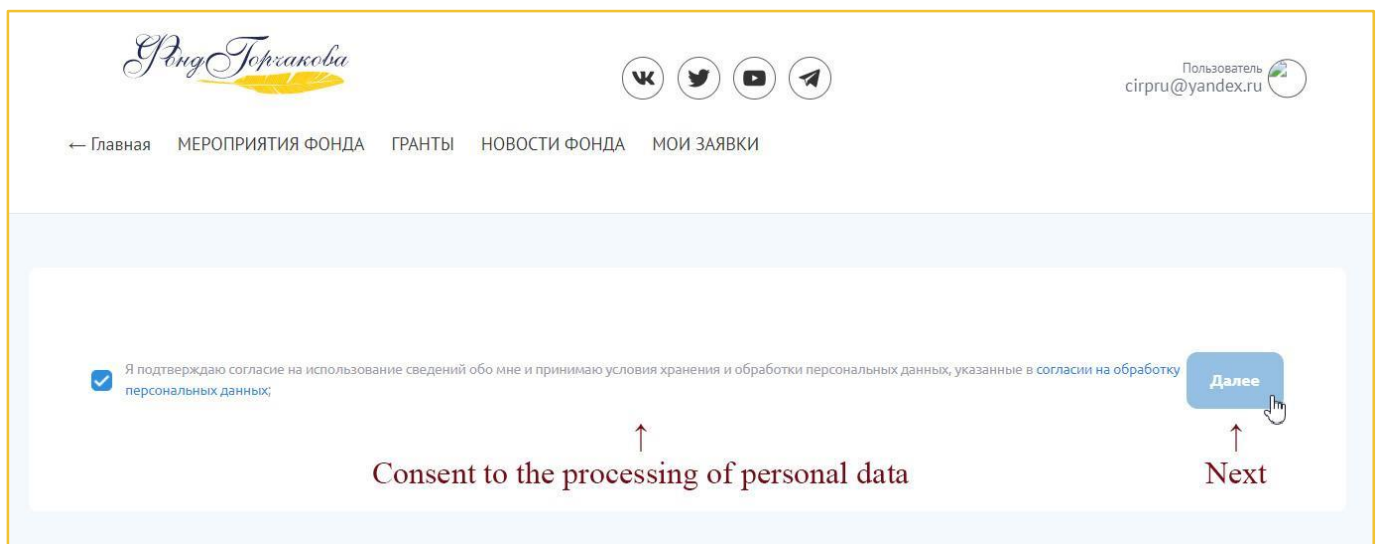 Фонд Горчакова
Пользователь
cirpru@yandex.ru
← Главная МЕРОПРИЯТИЯ ФОНДА ГРАНТЫ НОВОСТИ ФОНДА МОИ ЗАЯВКИ
Я подтверждаю согласие на использование сведений обо мне и принимаю условия хранения и обработки персональных данных, указанные в согласии на обработку
персональных данных;
Далее
↑ ↑
Consent to the processing of personal data Next